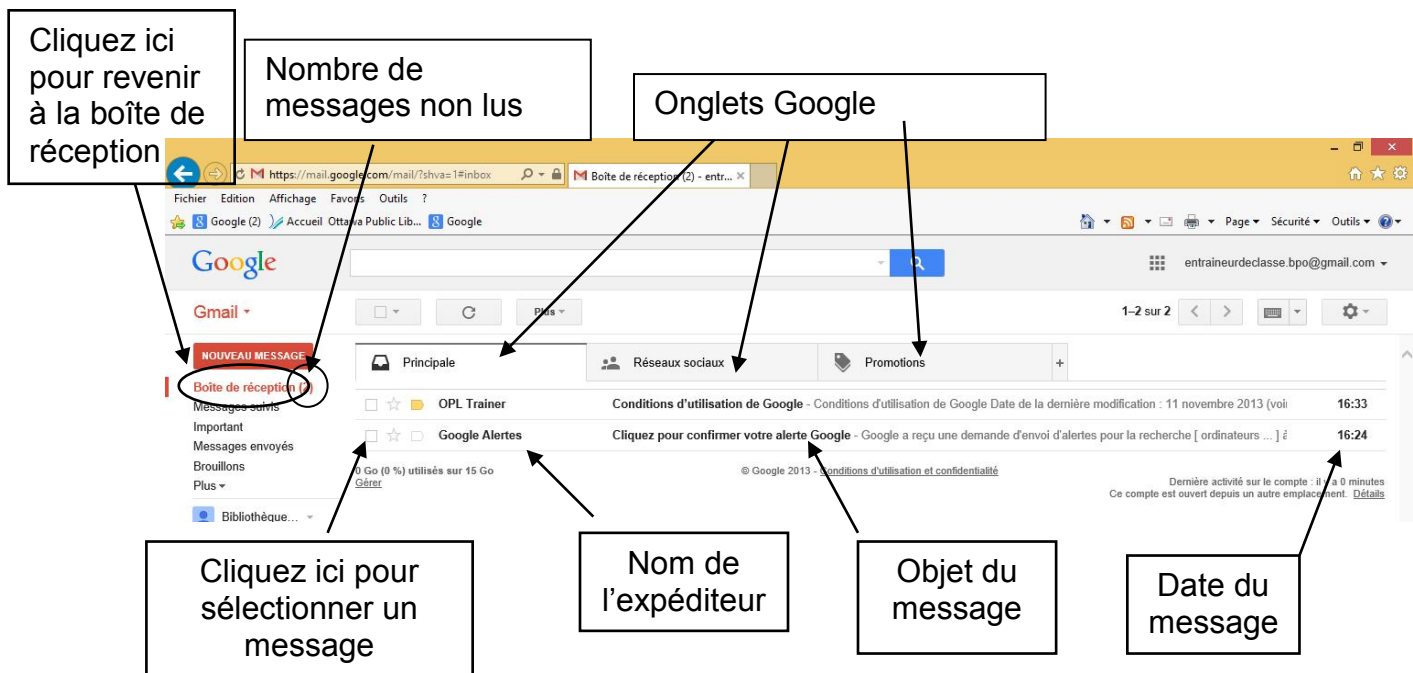 Cliquez ici
pour revenir
à la boîte de
réception
Nombre de
messages non lus
Onglets Google
https://mail.google.com/mail/?shva=1#inbox
Boîte de réception (2) - entr...
Fichier Edition Affichage Favoris Outils ?
Google (2) Accueil Ottawa Public Lib... Google
Page Sécurité Outils
Google
entraineurdeclasse.bpo@gmail.com
Gmail
Plus
1–2 sur 2
NOUVEAU MESSAGE
Principale
Réseaux sociaux
Promotions
+
Boîte de réception (2)
Messages suivis
Important
Messages envoyés
Brouillons
Plus
Bibliothèque...
OPL Trainer Conditions d'utilisation de Google - Conditions d'utilisation de Google Date de la dernière modification : 11 novembre 2013 (voir 16:33
Google Alertes Cliquez pour confirmer votre alerte Google - Google a reçu une demande d'envoi d'alertes pour la recherche [ ordinateurs ... ] à 16:24
0 Go (0 %) utilisés sur 15 Go
Gérer
© Google 2013 - Conditions d'utilisation et confidentialité
Dernière activité sur le compte : il y a 0 minutes
Ce compte est ouvert depuis un autre emplacement. Détails
Cliquez ici pour
sélectionner un
message
Nom de
l'expéditeur
Objet du
message
Date du
message